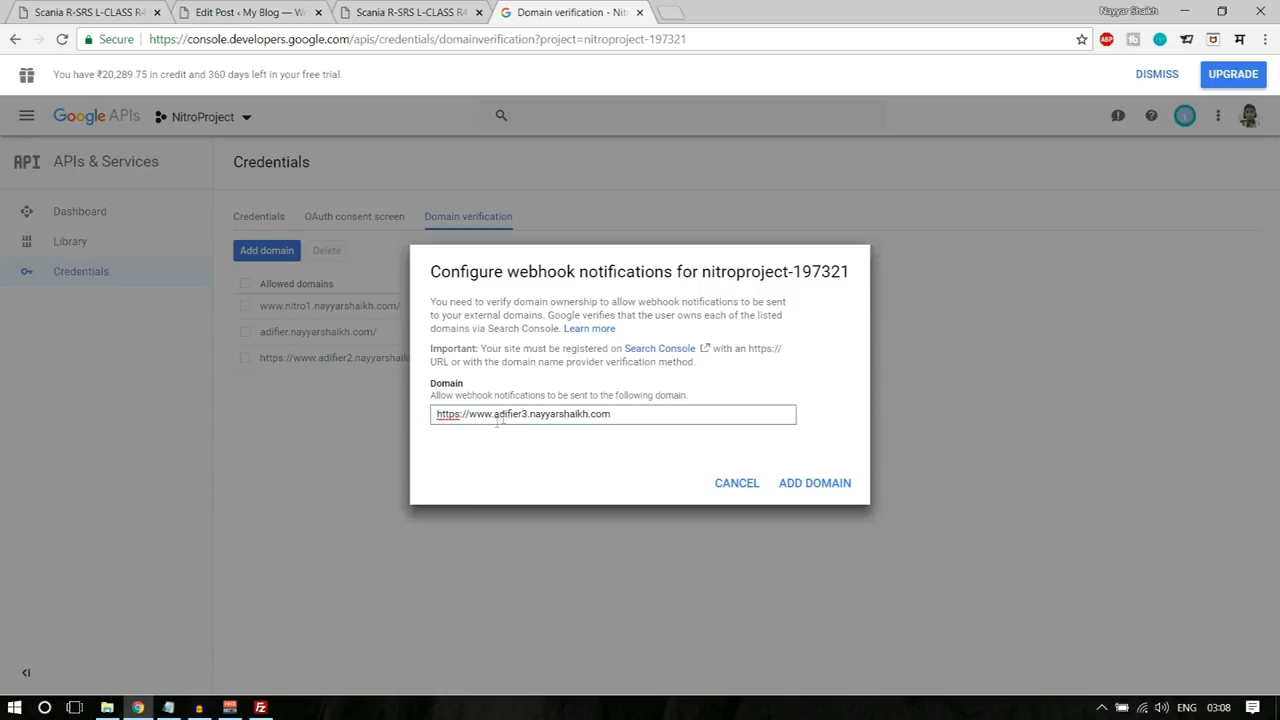 Scania R-SRS L-CLASS R4
Edit Post ‹ My Blog — W
Scania R-SRS L-CLASS R4
Domain verification - Nit
Nayyar Shaikh
Secure
https://console.developers.google.com/apis/credentials/domainverification?project=nitroproject-197321
ABP
You have ₹20,289.75 in credit and 360 days left in your free trial.
DISMISS
UPGRADE
Google APIs
NitroProject
API APIs & Services
Credentials
Dashboard
Library
Credentials
Credentials
OAuth consent screen
Domain verification
Add domain
Delete
Allowed domains
www.nitro1.nayyarshaikh.com/
adifier.nayyarshaikh.com/
https://www.adifier2.nayyarshaik
Configure webhook notifications for nitroproject-197321
You need to verify domain ownership to allow webhook notifications to be sent
to your external domains. Google verifies that the user owns each of the listed
domains via Search Console. Learn more
Important: Your site must be registered on Search Console with an https://
URL or with the domain name provider verification method.
Domain
Allow webhook notifications to be sent to the following domain.
https://www.adifier3.nayyarshaikh.com
CANCEL
ADD DOMAIN
ENG
03:08